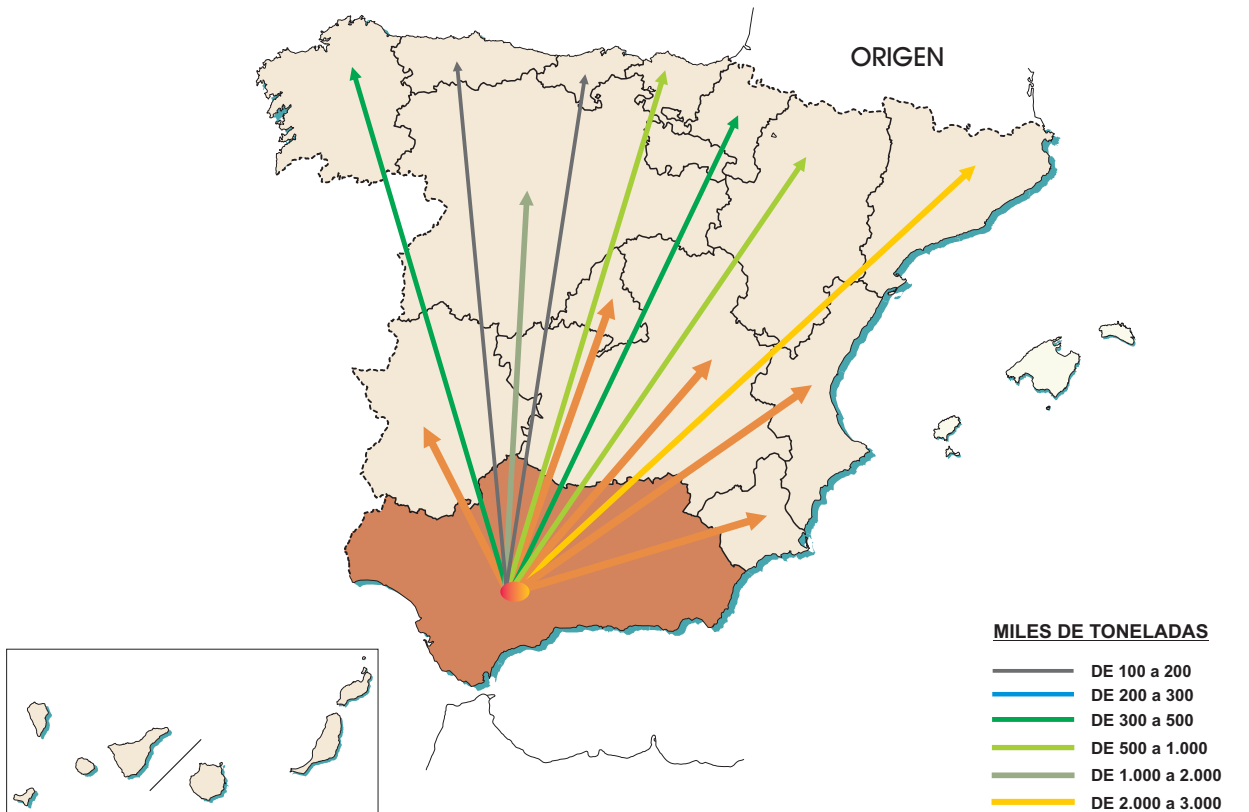 ORIGEN
MILES DE TONELADAS
DE 100 a 200
DE 200 a 300
DE 300 a 500
DE 500 a 1.000
DE 1.000 a 2.000
DE 2.000 a 3.000